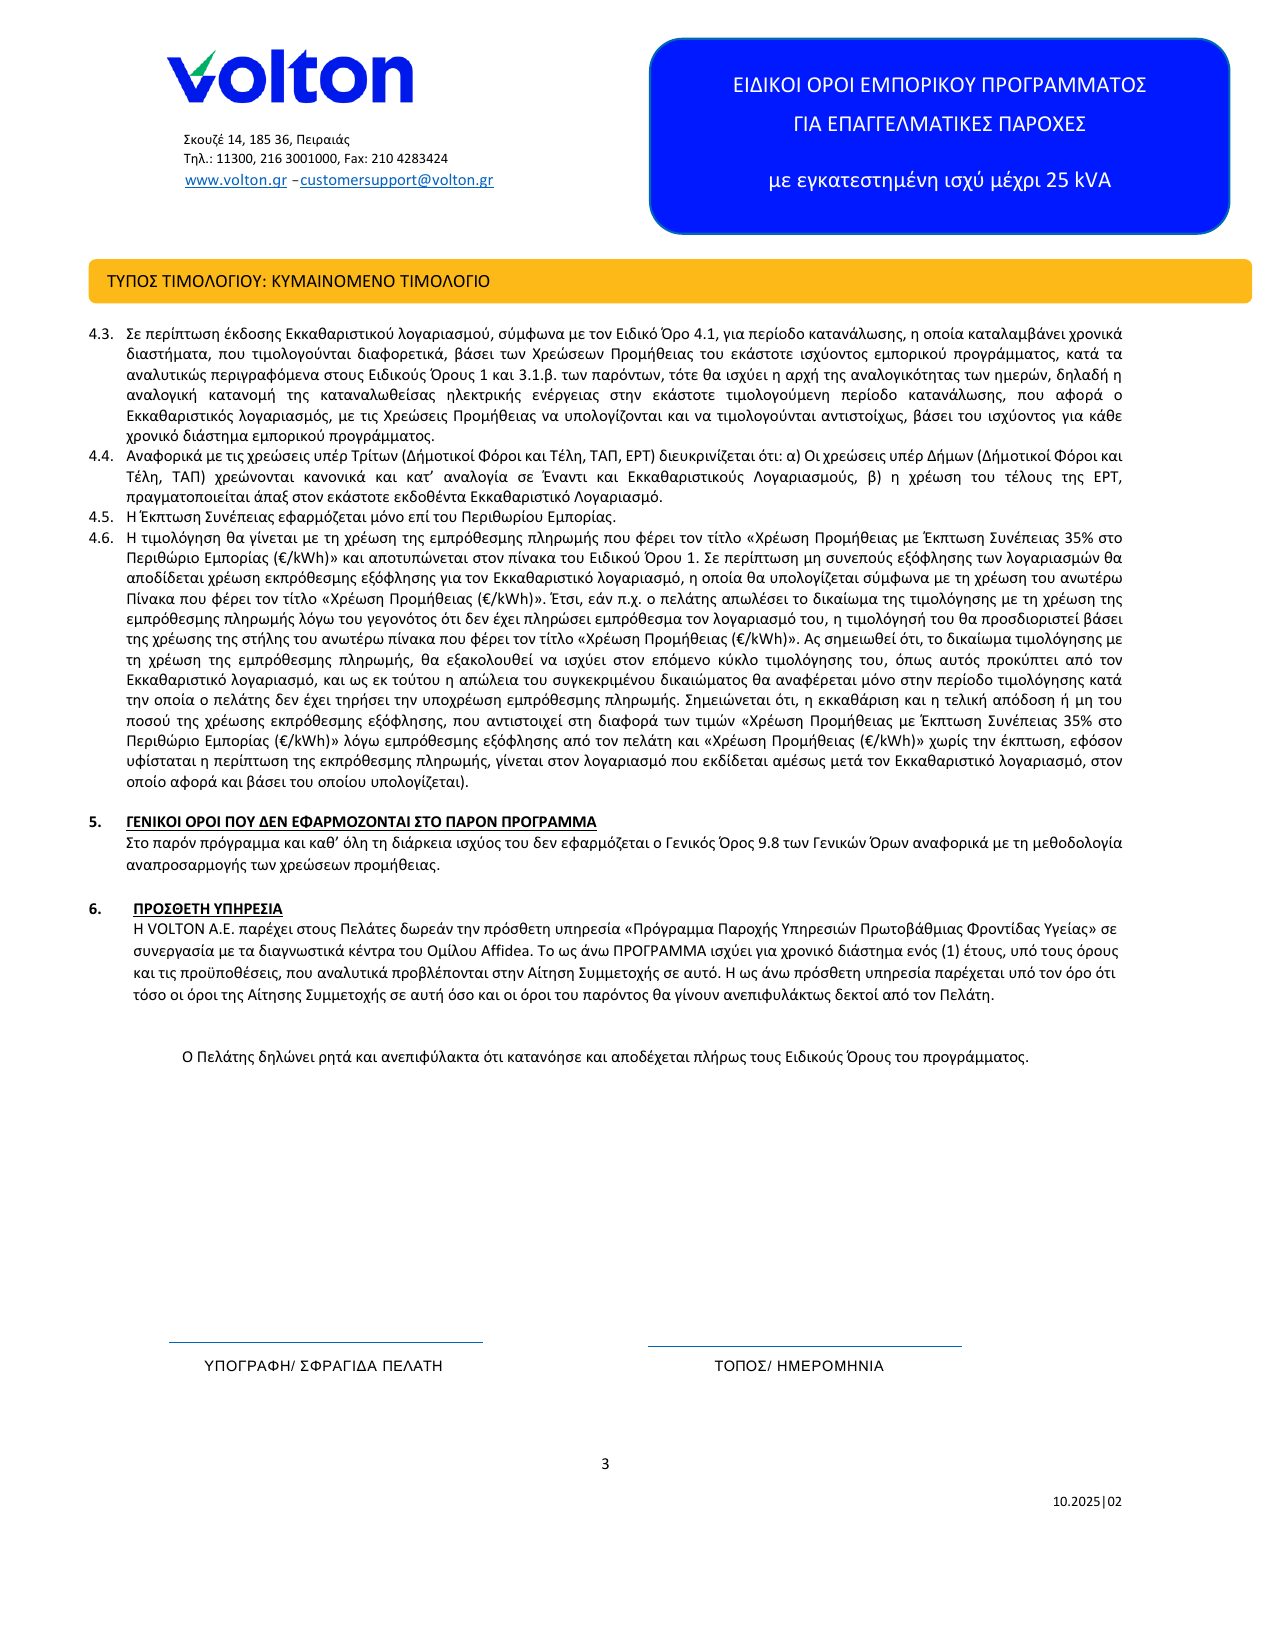 volton
Σκουζέ 14, 185 36, Πειραιάς
Τηλ.: 11300, 216 3001000, Fax: 210 4283424
www.volton.gr –customersupport@volton.gr
ΕΙΔΙΚΟΙ ΟΡΟΙ ΕΜΠΟΡΙΚΟΥ ΠΡΟΓΡΑΜΜΑΤΟΣ
ΓΙΑ ΕΠΑΓΓΕΛΜΑΤΙΚΕΣ ΠΑΡΟΧΕΣ
με εγκατεστημένη ισχύ μέχρι 25 kVA
ΤΥΠΟΣ ΤΙΜΟΛΟΓΙΟΥ: ΚΥΜΑΙΝΟΜΕΝΟ ΤΙΜΟΛΟΓΙΟ
4.3. Σε περίπτωση έκδοσης Εκκαθαριστικού λογαριασμού, σύμφωνα με τον Ειδικό Όρο 4.1, για περίοδο κατανάλωσης, η οποία καταλαμβάνει χρονικά
διαστήματα, που τιμολογούνται διαφορετικά, βάσει των Χρεώσεων Προμήθειας του εκάστοτε ισχύοντος εμπορικού προγράμματος, κατά τα
αναλυτικώς περιγραφόμενα στους Ειδικούς Όρους 1 και 3.1.β. των παρόντων, τότε θα ισχύει η αρχή της αναλογικότητας των ημερών, δηλαδή η
αναλογική κατανομή της καταναλωθείσας ηλεκτρικής ενέργειας στην εκάστοτε τιμολογούμενη περίοδο κατανάλωσης, που αφορά ο
Εκκαθαριστικός λογαριασμός, με τις Χρεώσεις Προμήθειας να υπολογίζονται και να τιμολογούνται αντιστοίχως, βάσει του ισχύοντος για κάθε
χρονικό διάστημα εμπορικού προγράμματος.
4.4. Αναφορικά με τις χρεώσεις υπέρ Τρίτων (Δήμοτικοί Φόροι και Τέλη, ΤΑΠ, ΕΡΤ) διευκρινίζεται ότι: α) Οι χρεώσεις υπέρ Δήμων (Δήμοτικοί Φόροι και
Τέλη, ΤΑΠ) χρεώνονται κανονικά και κατ’ αναλογία σε Έναντι και Εκκαθαριστικούς Λογαριασμούς, β) η χρέωση του τέλους της ΕΡΤ,
πραγματοποιείται άπαξ στον εκάστοτε εκδοθέντα Εκκαθαριστικό Λογαριασμό.
4.5. Η Έκπτωση Συνέπειας εφαρμόζεται μόνο επί του Περιθωρίου Εμπορίας.
4.6. Η τιμολόγηση θα γίνεται με τη χρέωση της εμπρόθεσμης πληρωμής που φέρει τον τίτλο «Χρέωση Προμήθειας με Έκπτωση Συνέπειας 35% στο
Περιθώριο Εμπορίας (€/kWh)» και αποτυπώνεται στον πίνακα του Ειδικού Όρου 1. Σε περίπτωση μη συνεπούς εξόφλησης των λογαριασμών θα
αποδίδεται χρέωση εκπρόθεσμης εξόφλησης για τον Εκκαθαριστικό λογαριασμό, η οποία θα υπολογίζεται σύμφωνα με τη χρέωση του ανωτέρω
Πίνακα που φέρει τον τίτλο «Χρέωση Προμήθειας (€/kWh)». Έτσι, εάν π.χ. ο πελάτης απωλέσει το δικαίωμα της τιμολόγησης με τη χρέωση της
εμπρόθεσμης πληρωμής λόγω του γεγονότος ότι δεν έχει πληρώσει εμπρόθεσμα τον λογαριασμό του, η τιμολόγησή του θα προσδιοριστεί βάσει
της χρέωσης της στήλης του ανωτέρω πίνακα που φέρει τον τίτλο «Χρέωση Προμήθειας (€/kWh)». Ας σημειωθεί ότι, το δικαίωμα τιμολόγησης με
τη χρέωση της εμπρόθεσμης πληρωμής, θα εξακολουθεί να ισχύει στον επόμενο κύκλο τιμολόγησης του, όπως αυτός προκύπτει από τον
Εκκαθαριστικό λογαριασμό, και ως εκ τούτου η απώλεια του συγκεκριμένου δικαιώματος θα αναφέρεται μόνο στην περίοδο τιμολόγησης κατά
την οποία ο πελάτης δεν έχει τηρήσει την υποχρέωση εμπρόθεσμης πληρωμής. Σημειώνεται ότι, η εκκαθάριση και η τελική απόδοση ή μη του
ποσού της χρέωσης εκπρόθεσμης εξόφλησης, που αντιστοιχεί στη διαφορά των τιμών «Χρέωση Προμήθειας με Έκπτωση Συνέπειας 35% στο
Περιθώριο Εμπορίας (€/kWh)» λόγω εμπρόθεσμης εξόφλησης από τον πελάτη και «Χρέωση Προμήθειας (€/kWh)» χωρίς την έκπτωση, εφόσον
υφίσταται η περίπτωση της εκπρόθεσμης πληρωμής, γίνεται στον λογαριασμό που εκδίδεται αμέσως μετά τον Εκκαθαριστικό λογαριασμό, στον
οποίο αφορά και βάσει του οποίου υπολογίζεται).
5. ΓΕΝΙΚΟΙ ΟΡΟΙ ΠΟΥ ΔΕΝ ΕΦΑΡΜΟΖΟΝΤΑΙ ΣΤΟ ΠΑΡΟΝ ΠΡΟΓΡΑΜΜΑ
Στο παρόν πρόγραμμα και καθ’ όλη τη διάρκεια ισχύος του δεν εφαρμόζεται ο Γενικός Όρος 9.8 των Γενικών Όρων αναφορικά με τη μεθοδολογία
αναπροσαρμογής των χρεώσεων προμήθειας.
6. ΠΡΟΣΘΕΤΗ ΥΠΗΡΕΣΙΑ
Η VOLTON Α.Ε. παρέχει στους Πελάτες δωρεάν την πρόσθετη υπηρεσία «Πρόγραμμα Παροχής Υπηρεσιών Πρωτοβάθμιας Φροντίδας Υγείας» σε
συνεργασία με τα διαγνωστικά κέντρα του Ομίλου Affidea. Το ως άνω ΠΡΟΓΡΑΜΜΑ ισχύει για χρονικό διάστημα ενός (1) έτους, υπό τους όρους
και τις προϋποθέσεις, που αναλυτικά προβλέπονται στην Αίτηση Συμμετοχής σε αυτό. Η ως άνω πρόσθετη υπηρεσία παρέχεται υπό τον όρο ότι
τόσο οι όροι της Αίτησης Συμμετοχής σε αυτή όσο και οι όροι του παρόντος θα γίνουν ανεπιφυλάκτως δεκτοί από τον Πελάτη.
Ο Πελάτης δηλώνει ρητά και ανεπιφύλακτα ότι κατανόησε και αποδέχεται πλήρως τους Ειδικούς Όρους του προγράμματος.
ΥΠΟΓΡΑΦΗ/ ΣΦΡΑΓΙΔΑ ΠΕΛΑΤΗ
ΤΟΠΟΣ/ ΗΜΕΡΟΜΗΝΙΑ
3
10.2025|02